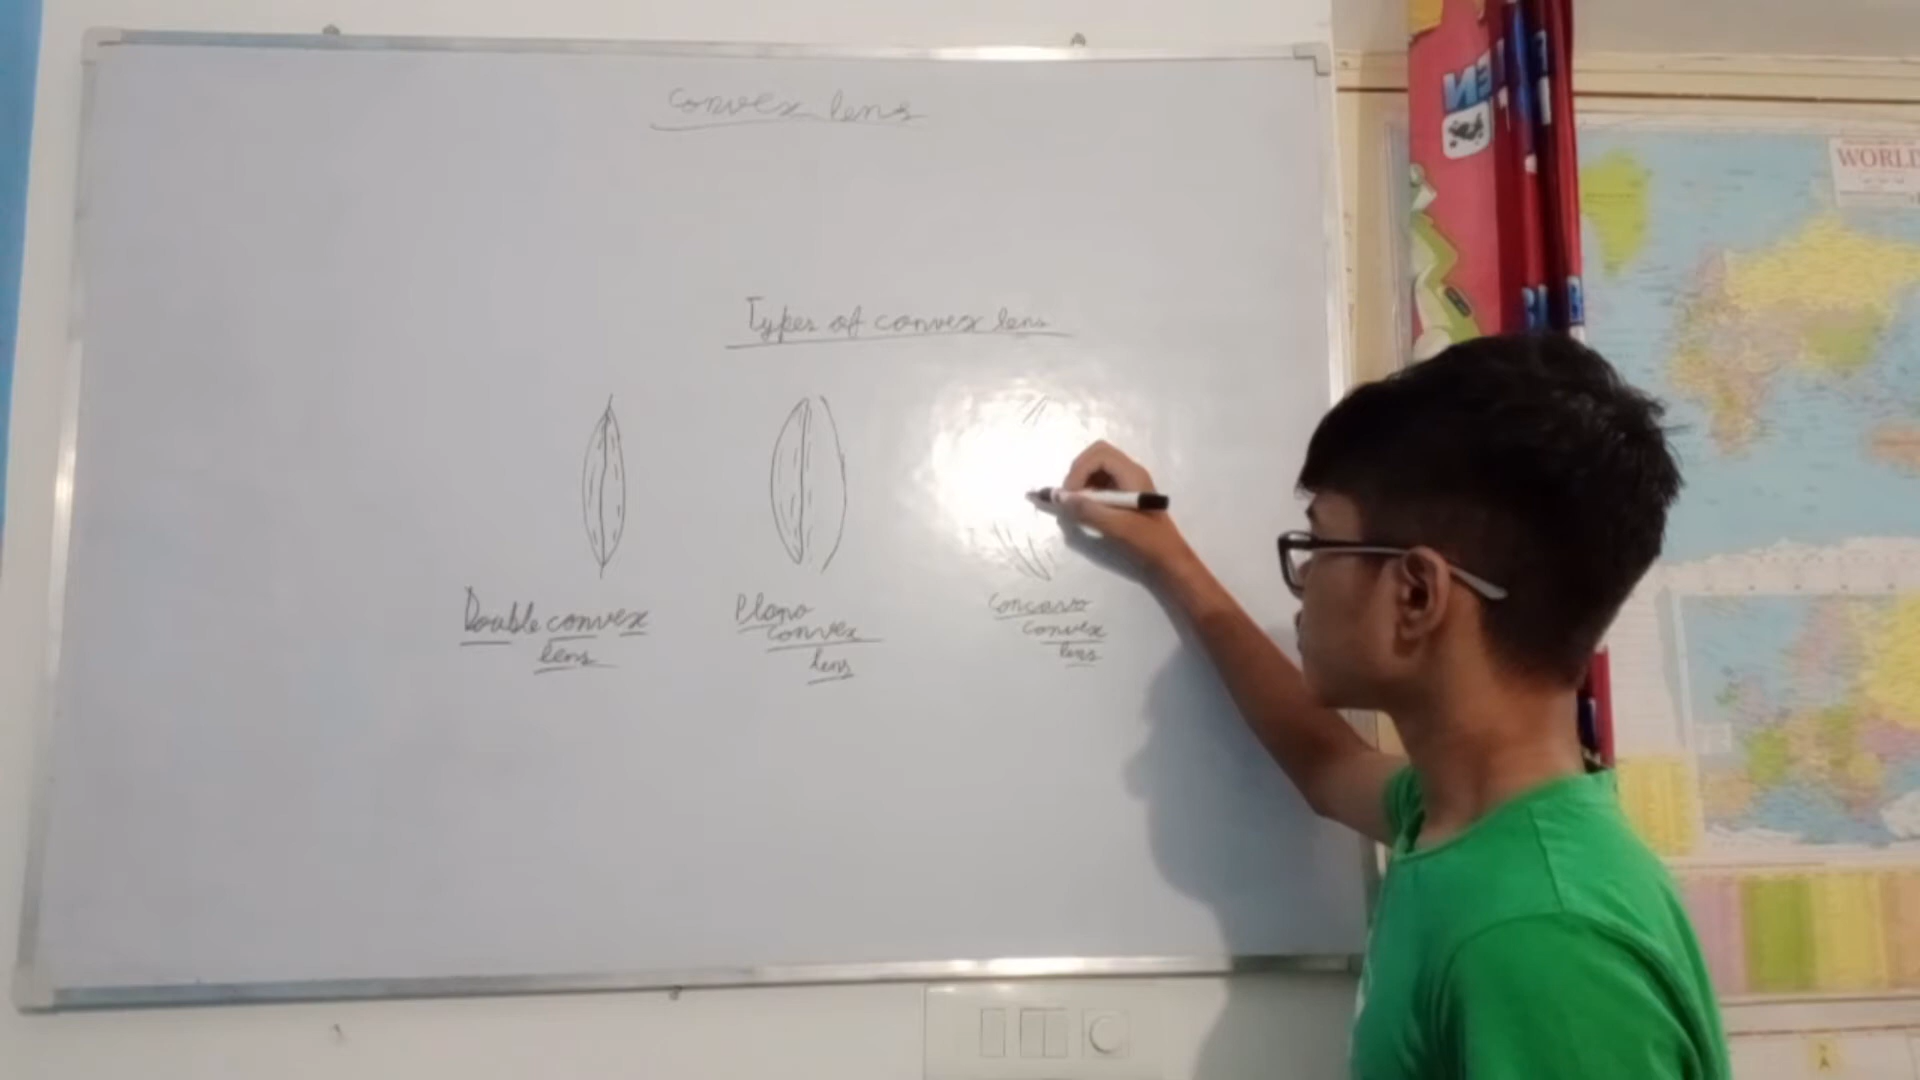 Convex lens
Types of convex lens
Double convex
lens
Plano
convex
lens
Concavo
convex
lens
WORLD